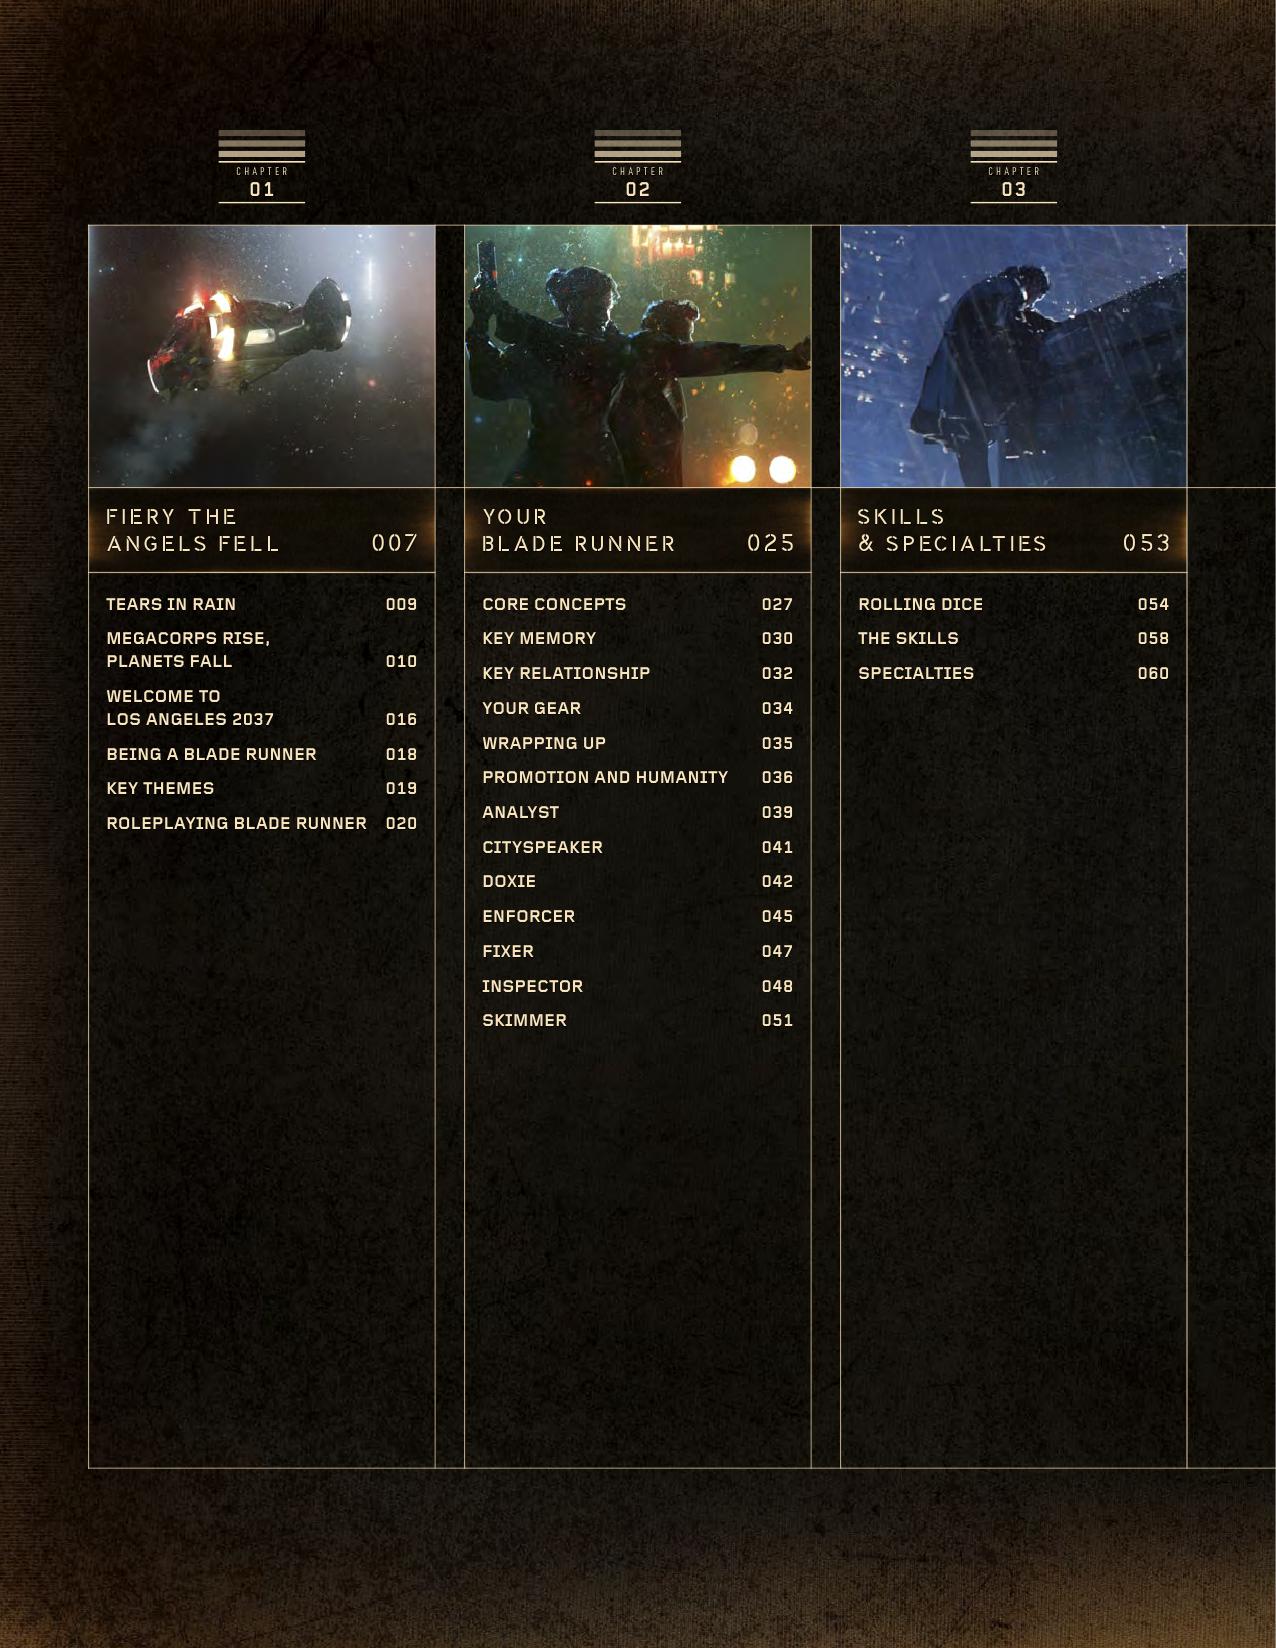 CHAPTER
01
FIERY THE
ANGELS FELL 007
TEARS IN RAIN 009
MEGACORPS RISE,
PLANETS FALL 010
WELCOME TO
LOS ANGELES 2037 016
BEING A BLADE RUNNER 018
KEY THEMES 019
ROLEPLAYING BLADE RUNNER 020
CHAPTER
02
YOUR
BLADE RUNNER 025
CORE CONCEPTS 027
KEY MEMORY 030
KEY RELATIONSHIP 032
YOUR GEAR 034
WRAPPING UP 035
PROMOTION AND HUMANITY 036
ANALYST 039
CITYSPEAKER 041
DOXIE 042
ENFORCER 045
FIXER 047
INSPECTOR 048
SKIMMER 051
CHAPTER
03
SKILLS
& SPECIALTIES 053
ROLLING DICE 054
THE SKILLS 058
SPECIALTIES 060